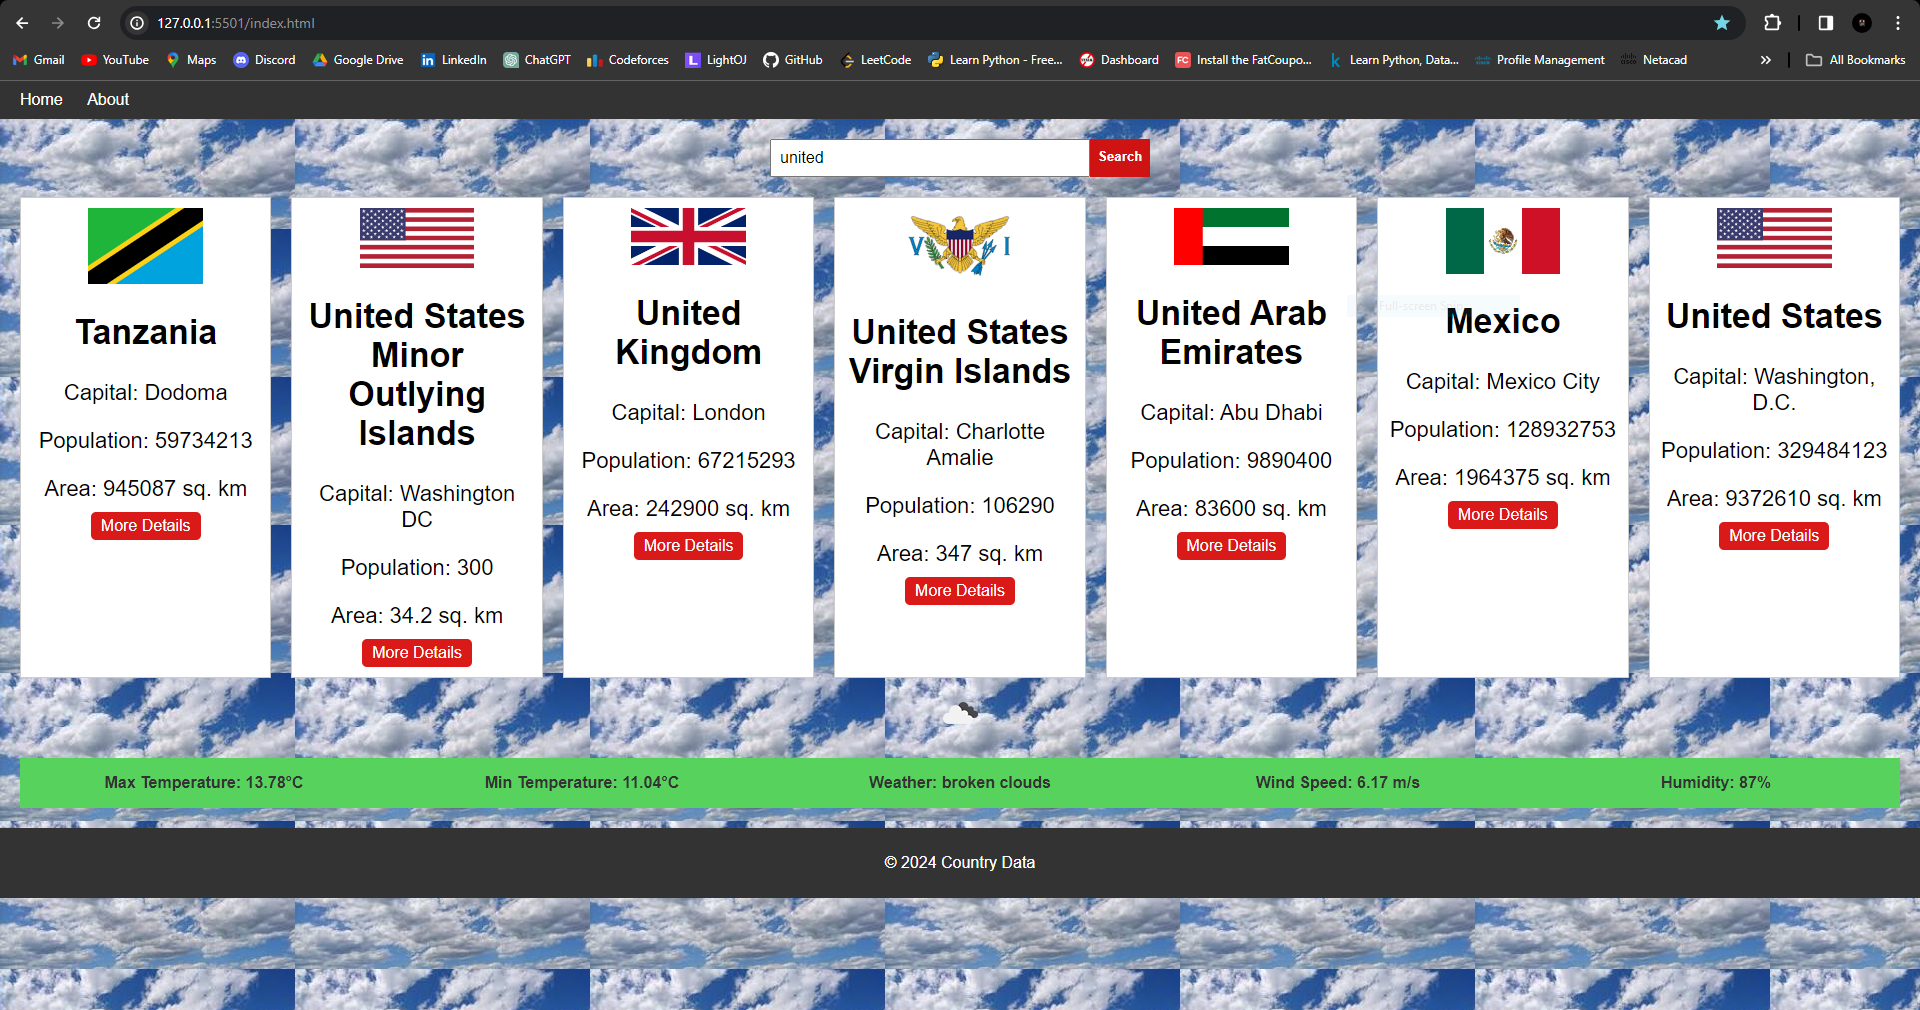 127.0.0.1:5501/index.html
Gmail YouTube Maps Discord Google Drive LinkedIn ChatGPT Codeforces LightOJ GitHub LeetCode Learn Python - Free... Dashboard Install the FatCoupo... Learn Python, Data... Profile Management Netacad » All Bookmarks
Home About
united Search
Tanzania
Capital: Dodoma
Population: 59734213
Area: 945087 sq. km
More Details
United States
Minor
Outlying
Islands
Capital: Washington
DC
Population: 300
Area: 34.2 sq. km
More Details
United
Kingdom
Capital: London
Population: 67215293
Area: 242900 sq. km
More Details
V I
United States
Virgin Islands
Capital: Charlotte
Amalie
Population: 106290
Area: 347 sq. km
More Details
United Arab
Emirates
Capital: Abu Dhabi
Population: 9890400
Area: 83600 sq. km
More Details
Mexico
Capital: Mexico City
Population: 128932753
Area: 1964375 sq. km
More Details
United States
Capital: Washington,
D.C.
Population: 329484123
Area: 9372610 sq. km
More Details
Max Temperature: 13.78°C Min Temperature: 11.04°C Weather: broken clouds Wind Speed: 6.17 m/s Humidity: 87%
© 2024 Country Data